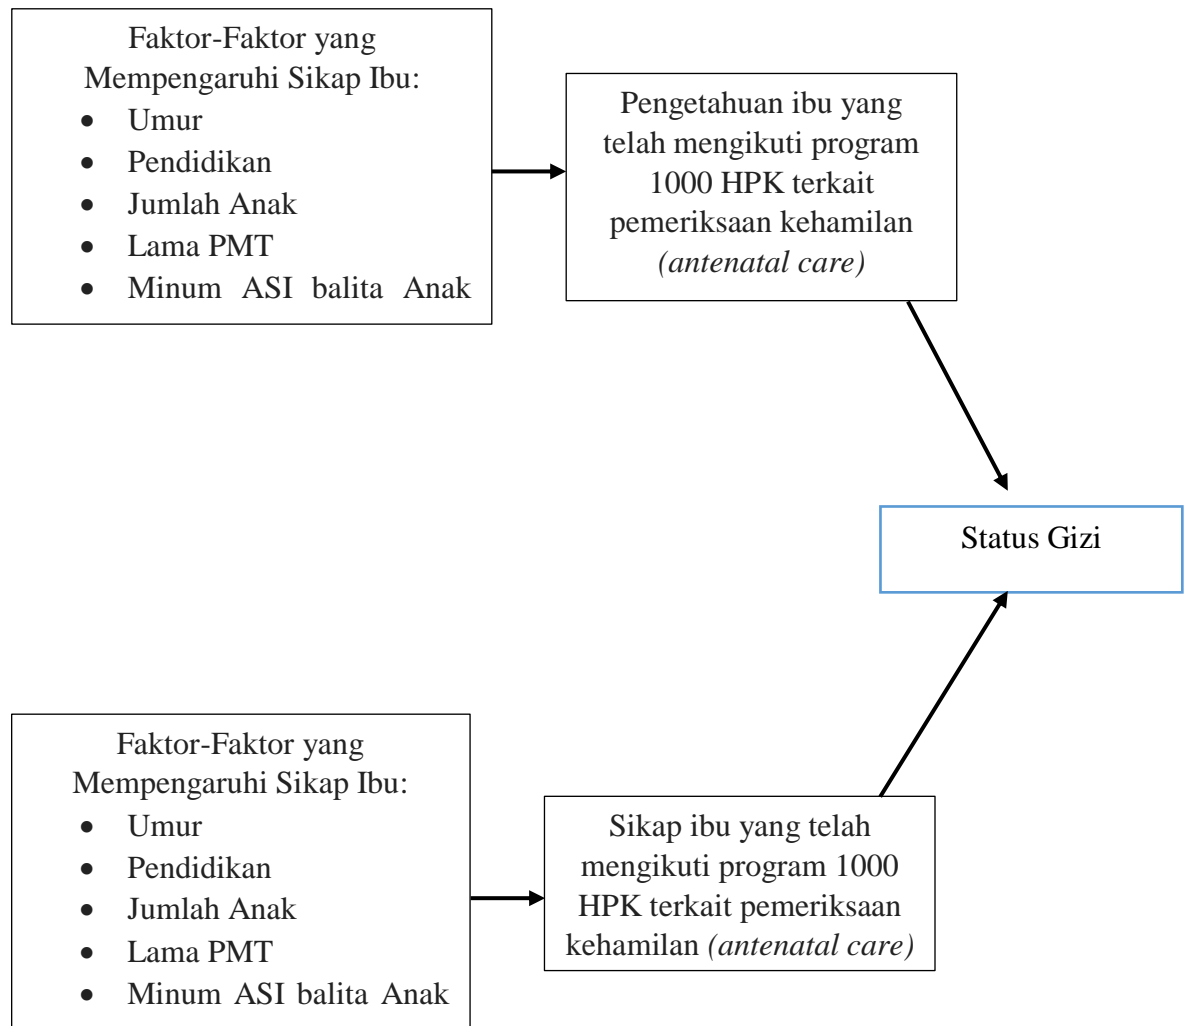 Faktor-Faktor yang
Mempengaruhi Sikap Ibu:
• Umur
• Pendidikan
• Jumlah Anak
• Lama PMT
• Minum ASI balita Anak
Pengetahuan ibu yang
telah mengikuti program
1000 HPK terkait
pemeriksaan kehamilan
(antenatal care)
Status Gizi
Faktor-Faktor yang
Mempengaruhi Sikap Ibu:
• Umur
• Pendidikan
• Jumlah Anak
• Lama PMT
• Minum ASI balita Anak
Sikap ibu yang telah
mengikuti program 1000
HPK terkait pemeriksaan
kehamilan (antenatal care)